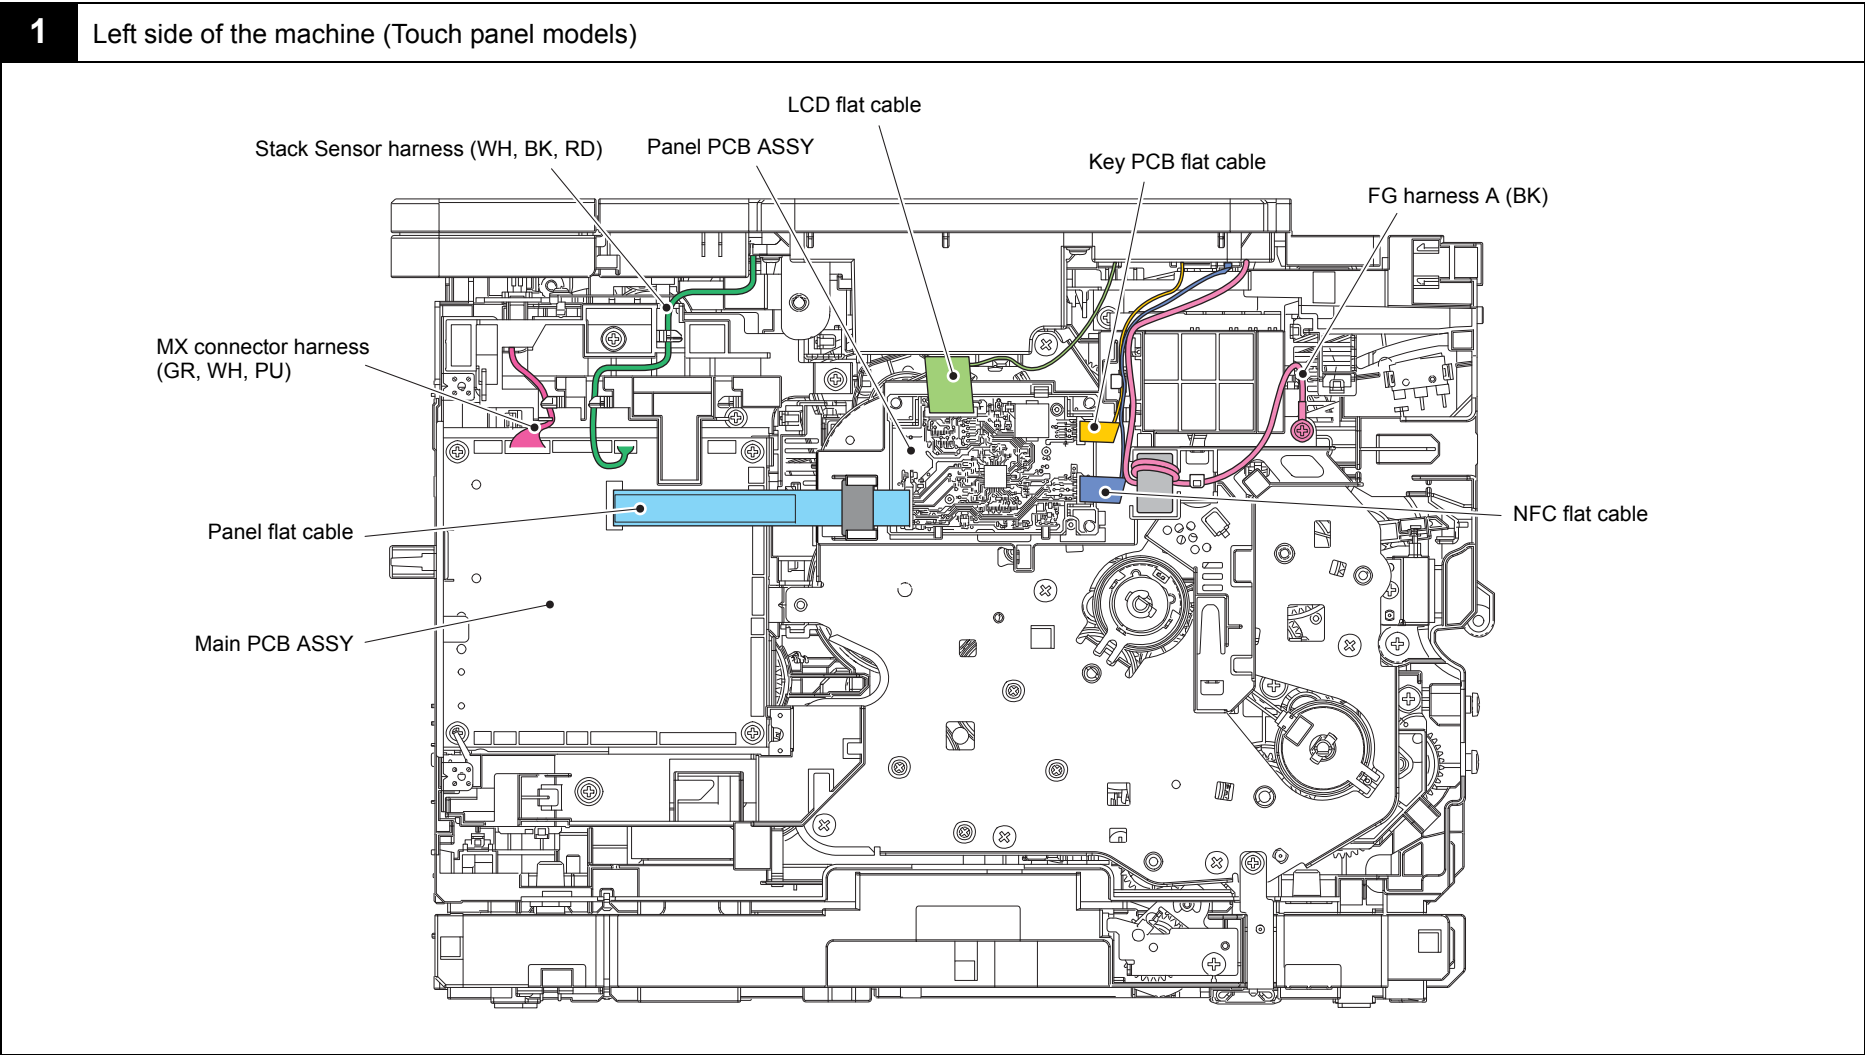 1
Left side of the machine (Touch panel models)
LCD flat cable
Stack Sensor harness (WH, BK, RD)
Panel PCB ASSY
Key PCB flat cable
FG harness A (BK)
MX connector harness
(GR, WH, PU)
Panel flat cable
NFC flat cable
Main PCB ASSY